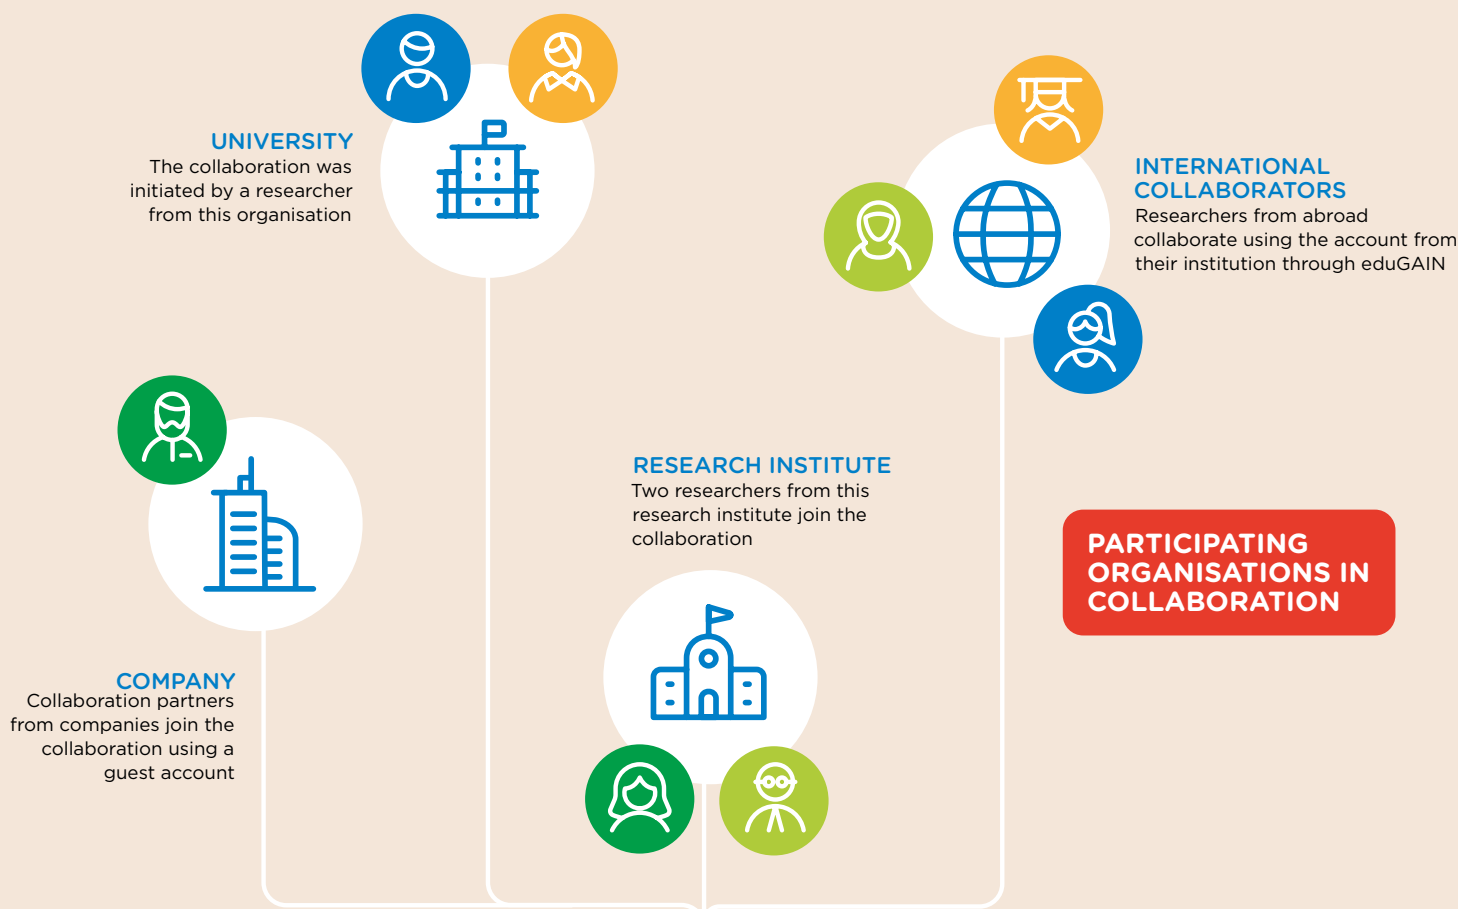 UNIVERSITY
The collaboration was
initiated by a researcher
from this organisation
INTERNATIONAL
COLLABORATORS
Researchers from abroad
collaborate using the account from
their institution through eduGAIN
RESEARCH INSTITUTE
Two researchers from this
research institute join the
collaboration
PARTICIPATING
ORGANISATIONS IN
COLLABORATION
COMPANY
Collaboration partners
from companies join the
collaboration using a
guest account